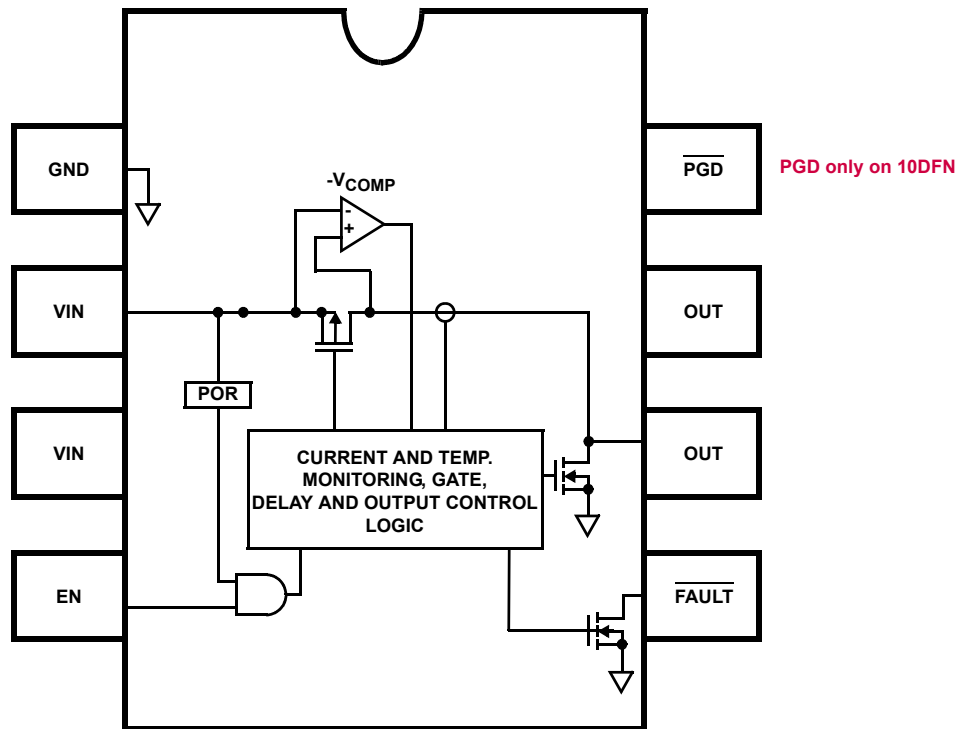 GND
PGD
PGD only on 10DFN
-VCOMP
-
+
VIN
OUT
POR
VIN
OUT
CURRENT AND TEMP.
MONITORING, GATE,
DELAY AND OUTPUT CONTROL
LOGIC
EN
FAULT